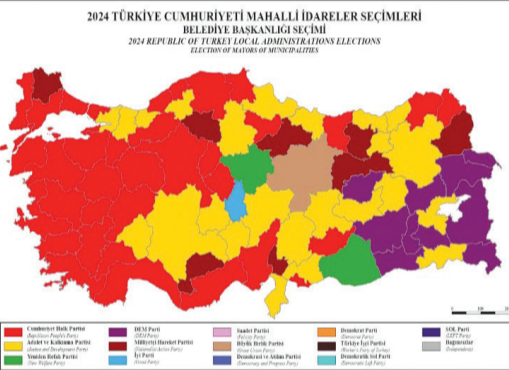 2024 TÜRKİYE CUMHURİYETİ MAHALLİ İDARELER SEÇİMLERİ
BELEDİYE BAŞKANLIĞI SEÇİMİ
2024 REPUBLIC OF TURKEY LOCAL ADMINISTRATIONS ELECTIONS
ELECTION OF MAYORS OF MUNICIPALITIES
Cumhuriyet Halk Partisi
(Republican People's Party)
Adalet ve Kalkınma Partisi
(Justice and Development Party)
Yeniden Refah Partisi
(New Welfare Party)
DEM Parti
(DEM Party)
Milliyetçi Hareket Partisi
(Nationalist Action Party)
İyi Parti
(Good Party)
Saadet Partisi
(Felicity Party)
Büyük Birlik Partisi
(Great Union Party)
Demokrasi ve Atılım Partisi
(Democracy and Progress Party)
Demokrat Parti
(Democrat Party)
Türkiye İşçi Partisi
(Worker's Party of Turkey)
Demokratik Sol Parti
(Democratic Left Party)
SOL Parti
(LEFT Party)
Bağımsızlar
(Independents)